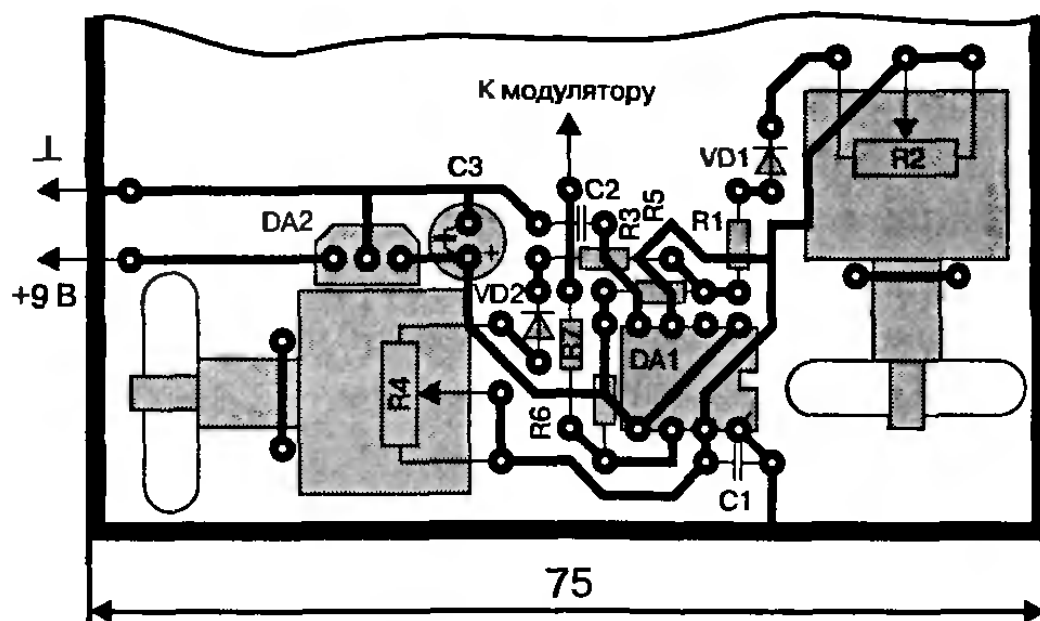 К модулятору
⊥
C3
C2
VD1
R2
DA2
R3
R5
R1
+
+9 В
VD2
R7
DA1
R4
R6
C1
75